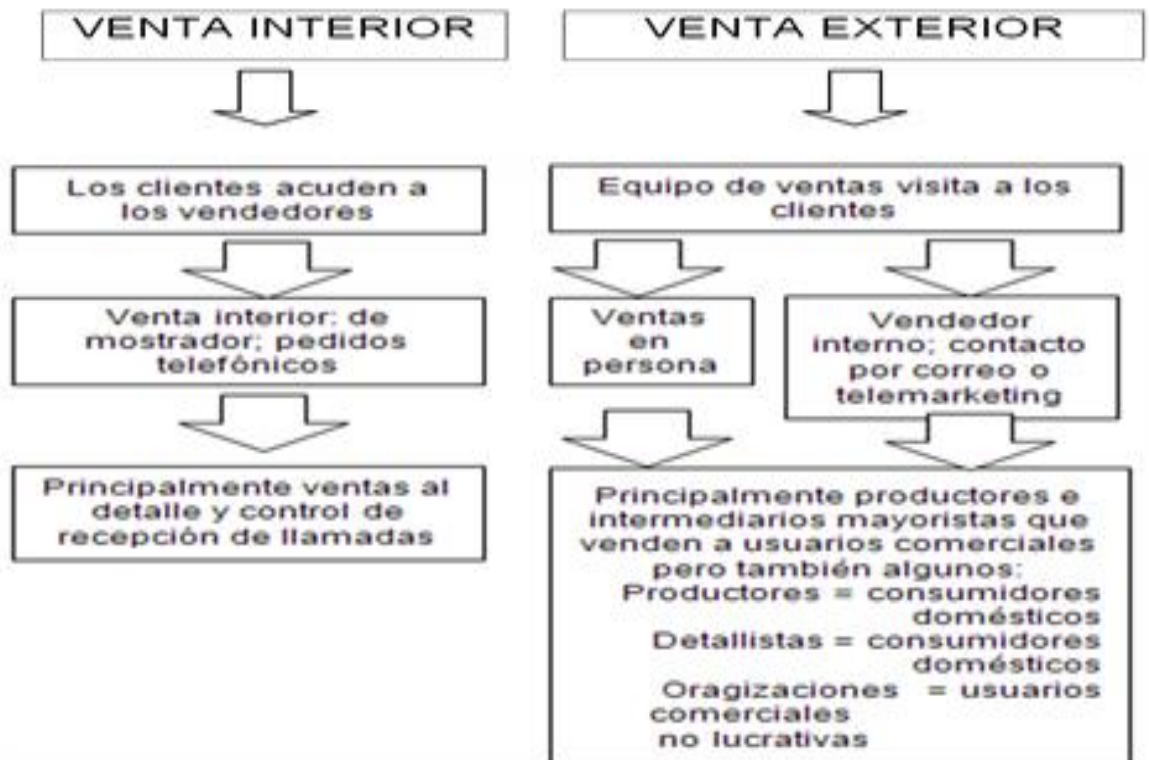 VENTA INTERIOR
Los clientes acuden a
los vendedores
Venta interior: de
mostrador; pedidos
telefónicos
Principalmente ventas al
detalle y control de
recepción de llamadas
VENTA EXTERIOR
Equipo de ventas visita a los
clientes
Ventas
en
persona
Vendedor
interno; contacto
por correo o
telemarketing
Principalmente productores e
intermediarios mayoristas que
venden a usuarios comerciales
pero también algunos:
Productores = consumidores
domésticos
Detallistas = consumidores
domésticos
Oragizaciones = usuarios
comerciales
no lucrativas